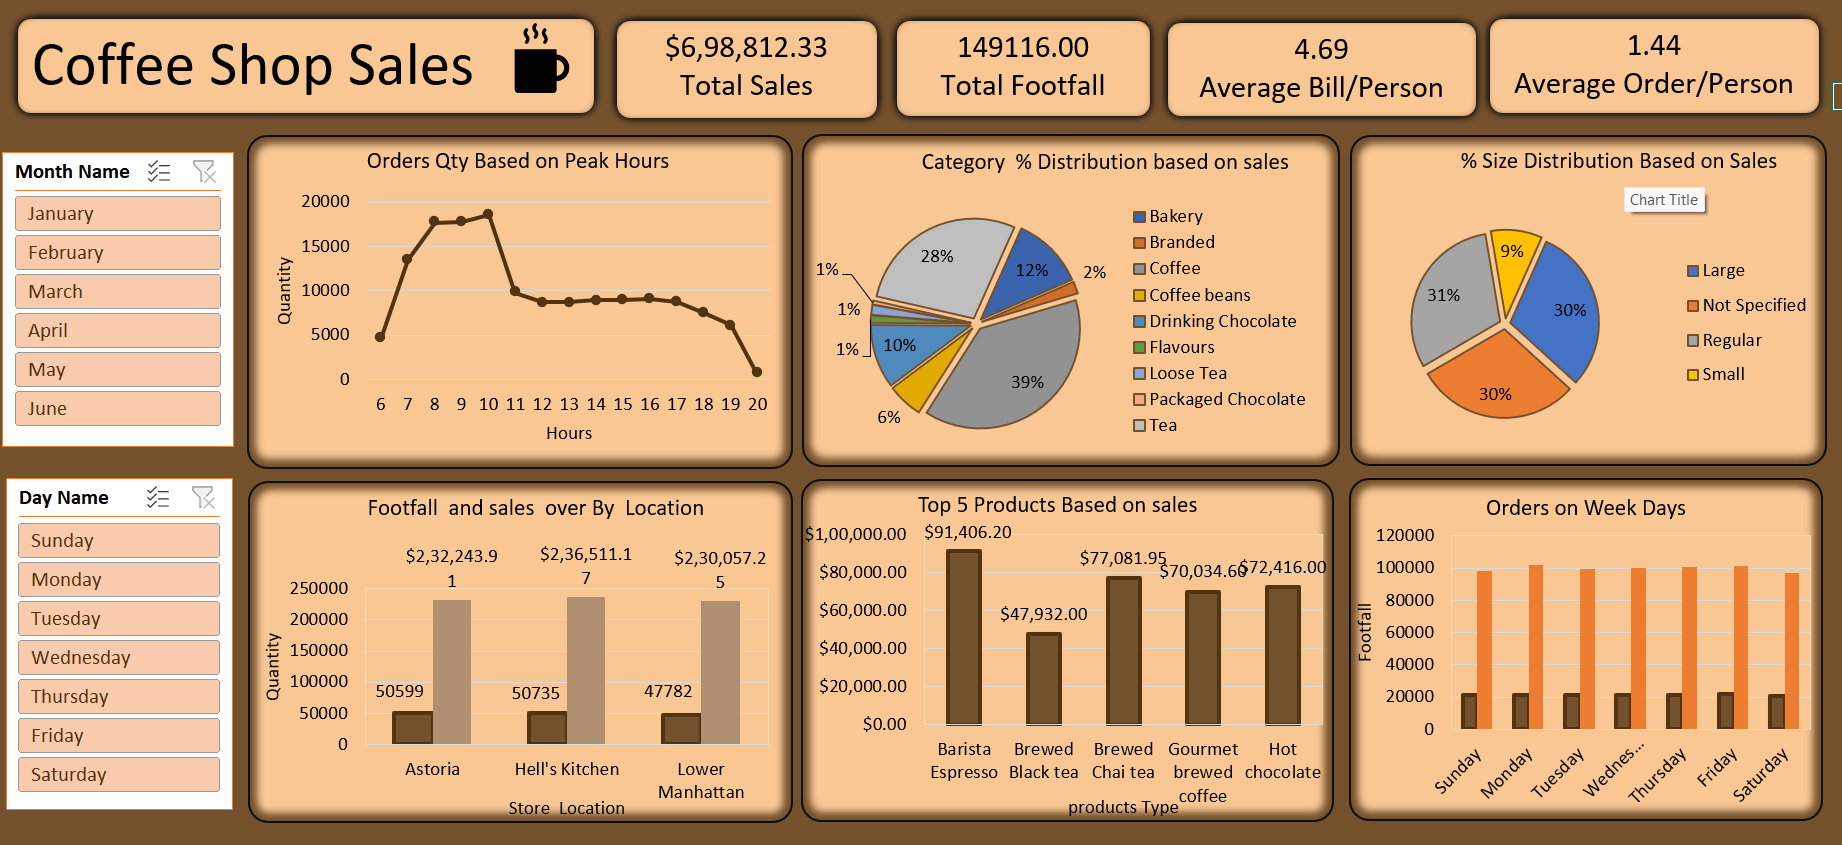 Coffee Shop Sales
$6,98,812.33
Total Sales
149116.00
Total Footfall
4.69
Average Bill/Person
1.44
Average Order/Person
Month Name
January
February
March
April
May
June
Day Name
Sunday
Monday
Tuesday
Wednesday
Thursday
Friday
Saturday
Orders Qty Based on Peak Hours
Quantity
20000
15000
10000
5000
0
6 7 8 9 10 11 12 13 14 15 16 17 18 19 20
Hours
Category % Distribution based on sales
28%
12%
2%
1%
1%
1%
10%
39%
6%
Bakery
Branded
Coffee
Coffee beans
Drinking Chocolate
Flavours
Loose Tea
Packaged Chocolate
Tea
% Size Distribution Based on Sales
Chart Title
9%
31%
30%
30%
Large
Not Specified
Regular
Small
Footfall and sales over By Location
Quantity
250000
200000
150000
100000
50000
0
$2,32,243.9
1
$2,36,511.1
7
$2,30,057.2
5
50599
50735
47782
Astoria
Hell's Kitchen
Lower
Manhattan
Store Location
Top 5 Products Based on sales
$1,00,000.00
$80,000.00
$60,000.00
$40,000.00
$20,000.00
$0.00
$91,406.20
$47,932.00
$77,081.95
$70,034.60
$72,416.00
Barista
Espresso
Brewed
Black tea
Brewed
Chai tea
Gourmet
brewed
coffee
Hot
chocolate
products Type
Orders on Week Days
Footfall
120000
100000
80000
60000
40000
20000
0
Sunday
Monday
Tuesday
Wednes...
Thursday
Friday
Saturday